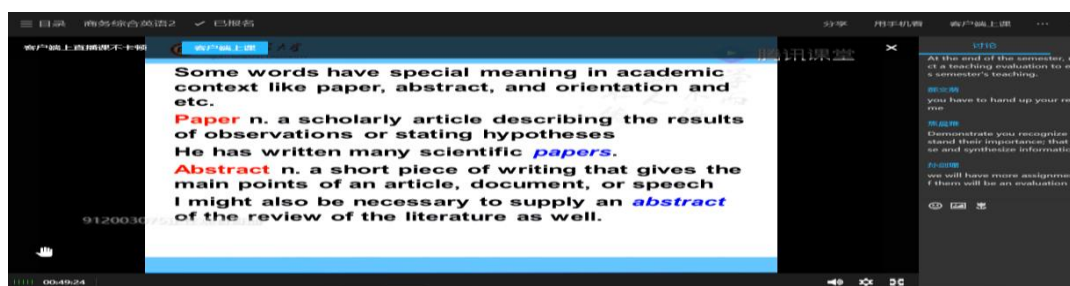 目录 商务综合英语2 已报名
分享 用手机看 客户端上课
客户端上直播课不卡顿 客户端上课
腾讯课堂
讨论
Some words have special meaning in academic
context like paper, abstract, and orientation and
etc.
Paper n. a scholarly article describing the results
of observations or stating hypotheses
He has written many scientific papers.
Abstract n. a short piece of writing that gives the
main points of an article, document, or speech
I might also be necessary to supply an abstract
of the review of the literature as well.
At the end of the semester,
ct a teaching evaluation to
s semester's teaching.
you have to hand up your
me
Demonstrate you recognize
stand their importance; that
se and synthesize
we will have more
f them will be an evaluation
00:49:24